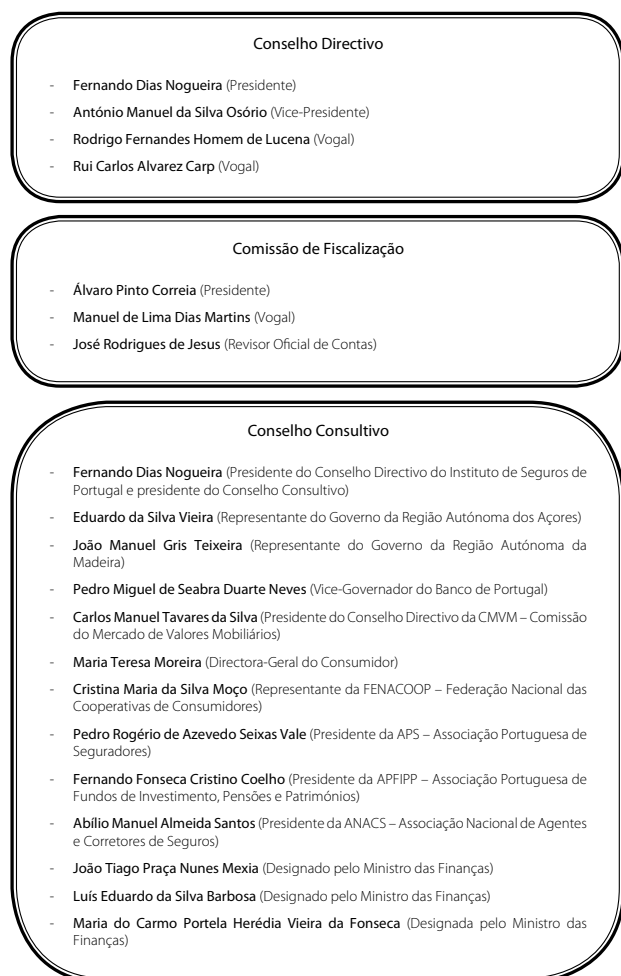 Conselho Directivo
- Fernando Dias Nogueira (Presidente)
- António Manuel da Silva Osório (Vice-Presidente)
- Rodrigo Fernandes Homem de Lucena (Vogal)
- Rui Carlos Alvarez Carp (Vogal)
Comissão de Fiscalização
- Álvaro Pinto Correia (Presidente)
- Manuel de Lima Dias Martins (Vogal)
- José Rodrigues de Jesus (Revisor Oficial de Contas)
Conselho Consultivo
- Fernando Dias Nogueira (Presidente do Conselho Directivo do Instituto de Seguros de
Portugal e presidente do Conselho Consultivo)
- Eduardo da Silva Vieira (Representante do Governo da Região Autónoma dos Açores)
- João Manuel Gris Teixeira (Representante do Governo da Região Autónoma da
Madeira)
- Pedro Miguel de Seabra Duarte Neves (Vice-Governador do Banco de Portugal)
- Carlos Manuel Tavares da Silva (Presidente do Conselho Directivo da CMVM – Comissão
do Mercado de Valores Mobiliários)
- Maria Teresa Moreira (Directora-Geral do Consumidor)
- Cristina Maria da Silva Moço (Representante da FENACOOP – Federação Nacional das
Cooperativas de Consumidores)
- Pedro Rogério de Azevedo Seixas Vale (Presidente da APS – Associação Portuguesa de
Seguradores)
- Fernando Fonseca Cristino Coelho (Presidente da APFIPP – Associação Portuguesa de
Fundos de Investimento, Pensões e Patrimónios)
- Abílio Manuel Almeida Santos (Presidente da ANACS – Associação Nacional de Agentes
e Corretores de Seguros)
- João Tiago Praça Nunes Mexia (Designado pelo Ministro das Finanças)
- Luís Eduardo da Silva Barbosa (Designado pelo Ministro das Finanças)
- Maria do Carmo Portela Herédia Vieira da Fonseca (Designada pelo Ministro das
Finanças)